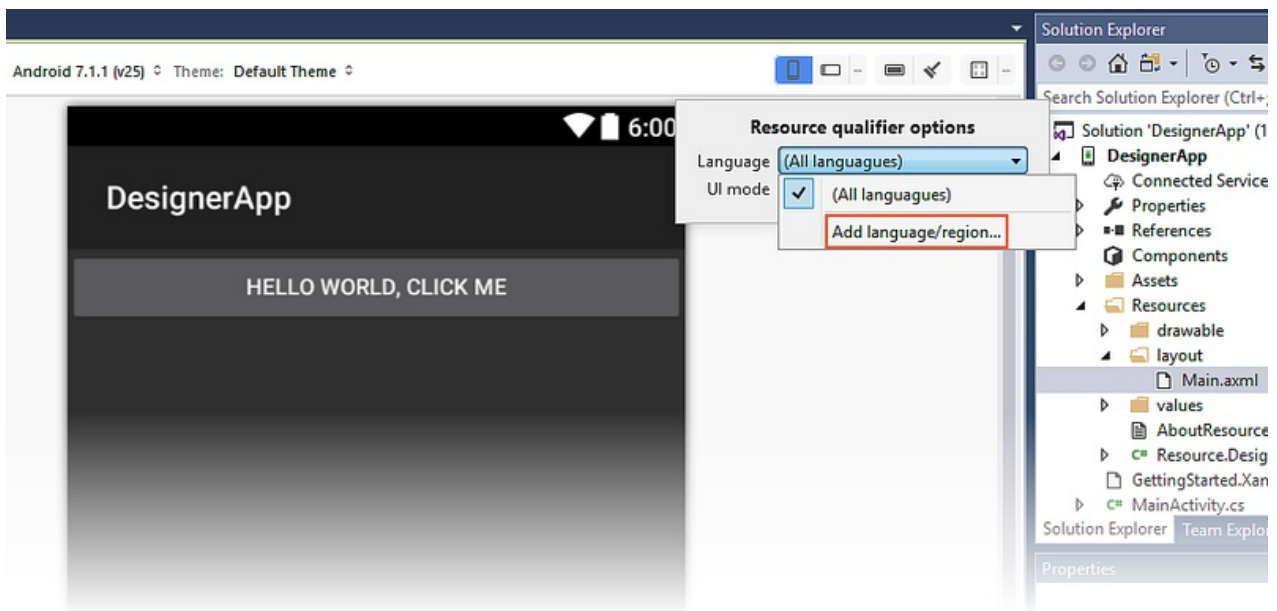 Solution Explorer
Android 7.1.1 (v25) Theme: Default Theme
Search Solution Explorer (Ctrl+;
6:00
Resource qualifier options
Language (All languagues)
UI mode
(All languagues)
Add language/region...
DesignerApp
HELLO WORLD, CLICK ME
Solution 'DesignerApp' (1
DesignerApp
Connected Service
Properties
References
Components
Assets
Resources
drawable
layout
Main.axml
values
AboutResource
C# Resource.Desig
GettingStarted.Xan
C# MainActivity.cs
Solution Explorer Team Explor
Properties